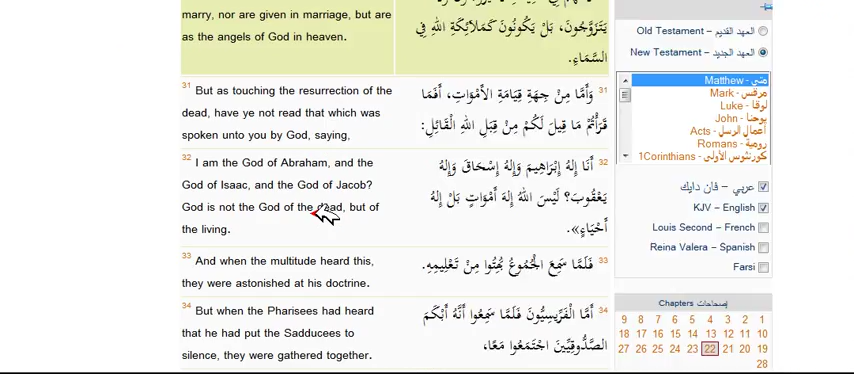 marry, nor are given in marriage, but are
as the angels of God in heaven.
يَتَزَوَّجُونَ، بَلْ يَكُونُونَ كَمَلاَئِكَةِ اللهِ فِي
السَّمَاءِ.
31 But as touching the resurrection of the
dead, have ye not read that which was
spoken unto you by God, saying,
31 وَأَمَّا مِنْ جِهَةِ قِيَامَةِ الأَمْوَاتِ، أَفَمَا
قَرَأْتُمْ مَا قِيلَ لَكُمْ مِنْ قِبَلِ اللهِ الْقَائِلِ:
32 I am the God of Abraham, and the
God of Isaac, and the God of Jacob?
God is not the God of the dead, but of
the living.
32 أَنَا إِلهُ إِبْرَاهِيمَ وَإِلهُ إِسْحَاقَ وَإِلهُ
يَعْقُوبَ؟ لَيْسَ اللهُ إِلهَ أَمْوَاتٍ بَلْ إِلهُ
أَحْيَاءٍ».
33 And when the multitude heard this,
they were astonished at his doctrine.
33 فَلَمَّا سَمِعَ الْجُمُوعُ بُهِتُوا مِنْ تَعْلِيمِهِ.
34 But when the Pharisees had heard
that he had put the Sadducees to
silence, they were gathered together.
34 أَمَّا الْفَرِّيسِيُّونَ فَلَمَّا سَمِعُوا أَنَّهُ أَبْكَمَ
الصَّدُّوقِيِّينَ اجْتَمَعُوا مَعًا،
Old Testament – العهد القديم
New Testament – العهد الجديد
Matthew - متى
Mark - مرقس
Luke - لوقا
John - يوحنا
Acts - أعمال الرسل
Romans - رومية
1Corinthians - كورنثوس الأولى
عربي – فان دايك
KJV – English
Louis Second – French
Reina Valera – Spanish
Farsi
Chapters إصحاحات
9 8 7 6 5 4 3 2 1
18 17 16 15 14 13 12 11 10
27 26 25 24 23 22 21 20 19
28